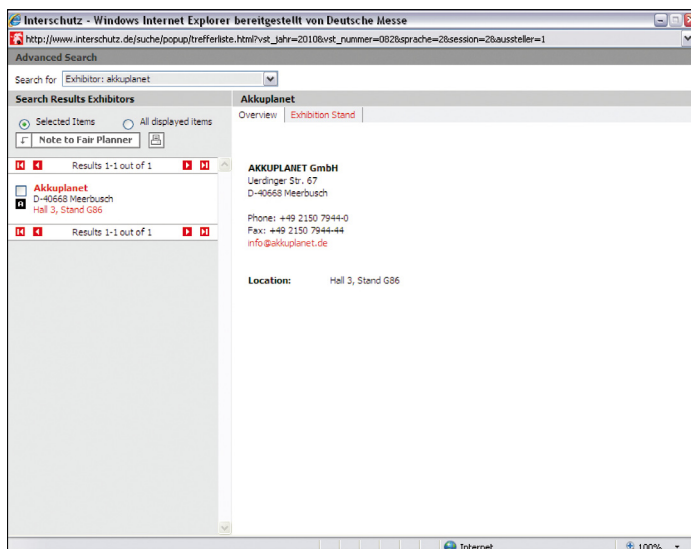 Interschutz - Windows Internet Explorer bereitgestellt von Deutsche Messe
http://www.interschutz.de/suche/popup/trefferliste.html?vst_jahr=2010&vst_nummer=082&sprache=2&session=2&aussteller=1
Advanced Search
Search for Exhibitor: akkuplanet
Search Results Exhibitors
Selected Items All displayed items
Note to Fair Planner
Results 1-1 out of 1
Akkuplanet
D-40668 Meerbusch
A Hall 3, Stand G86
Results 1-1 out of 1
Akkuplanet
Overview Exhibition Stand
AKKUPLANET GmbH
Uerdinger Str. 67
D-40668 Meerbusch
Phone: +49 2150 7944-0
Fax: +49 2150 7944-44
info@akkuplanet.de
Location: Hall 3, Stand G86
Internet 100%